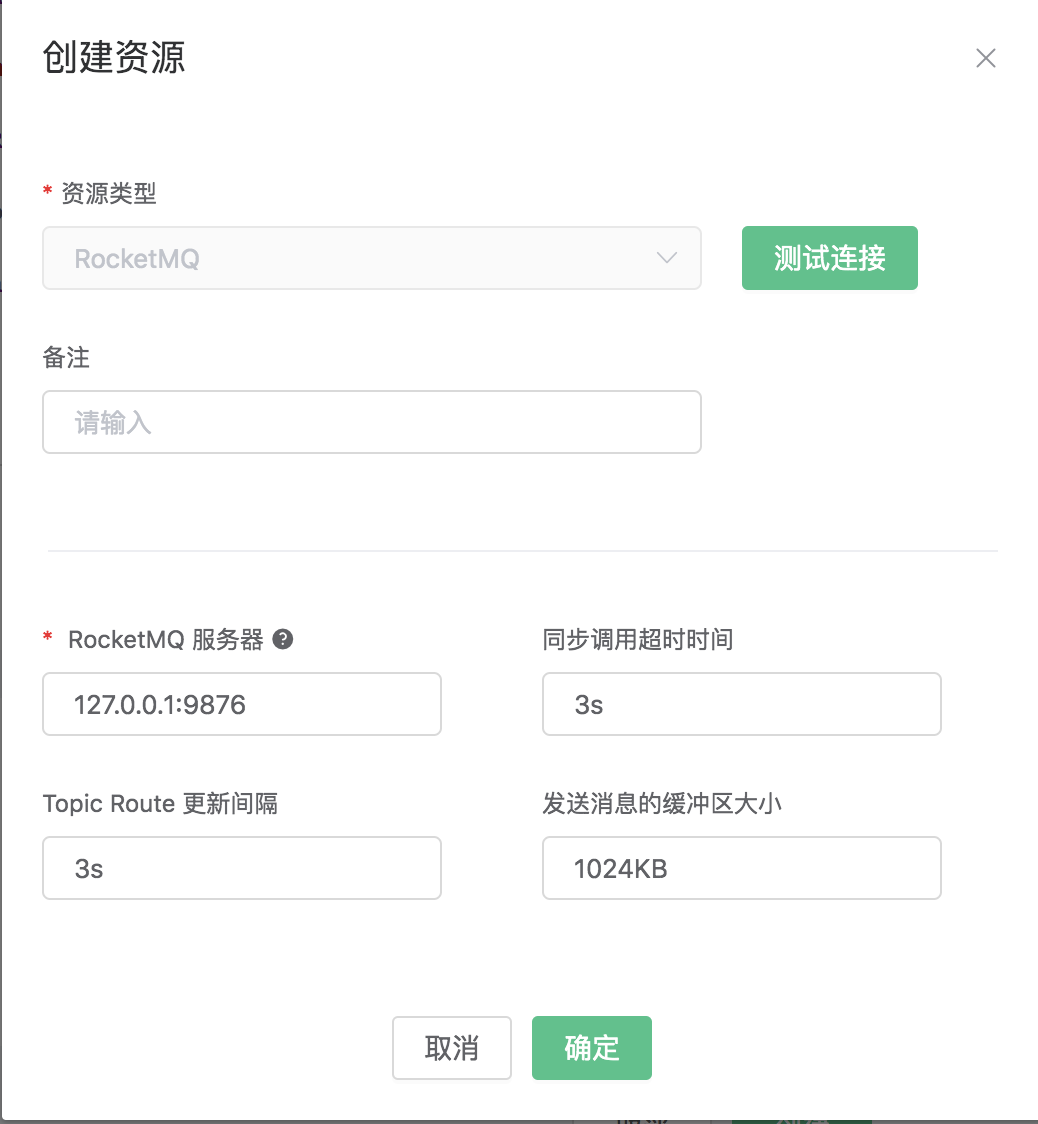 创建资源
* 资源类型
RocketMQ
测试连接
备注
请输入
* RocketMQ 服务器
同步调用超时时间
127.0.0.1:9876
3s
Topic Route 更新间隔
发送消息的缓冲区大小
3s
1024KB
取消
确定